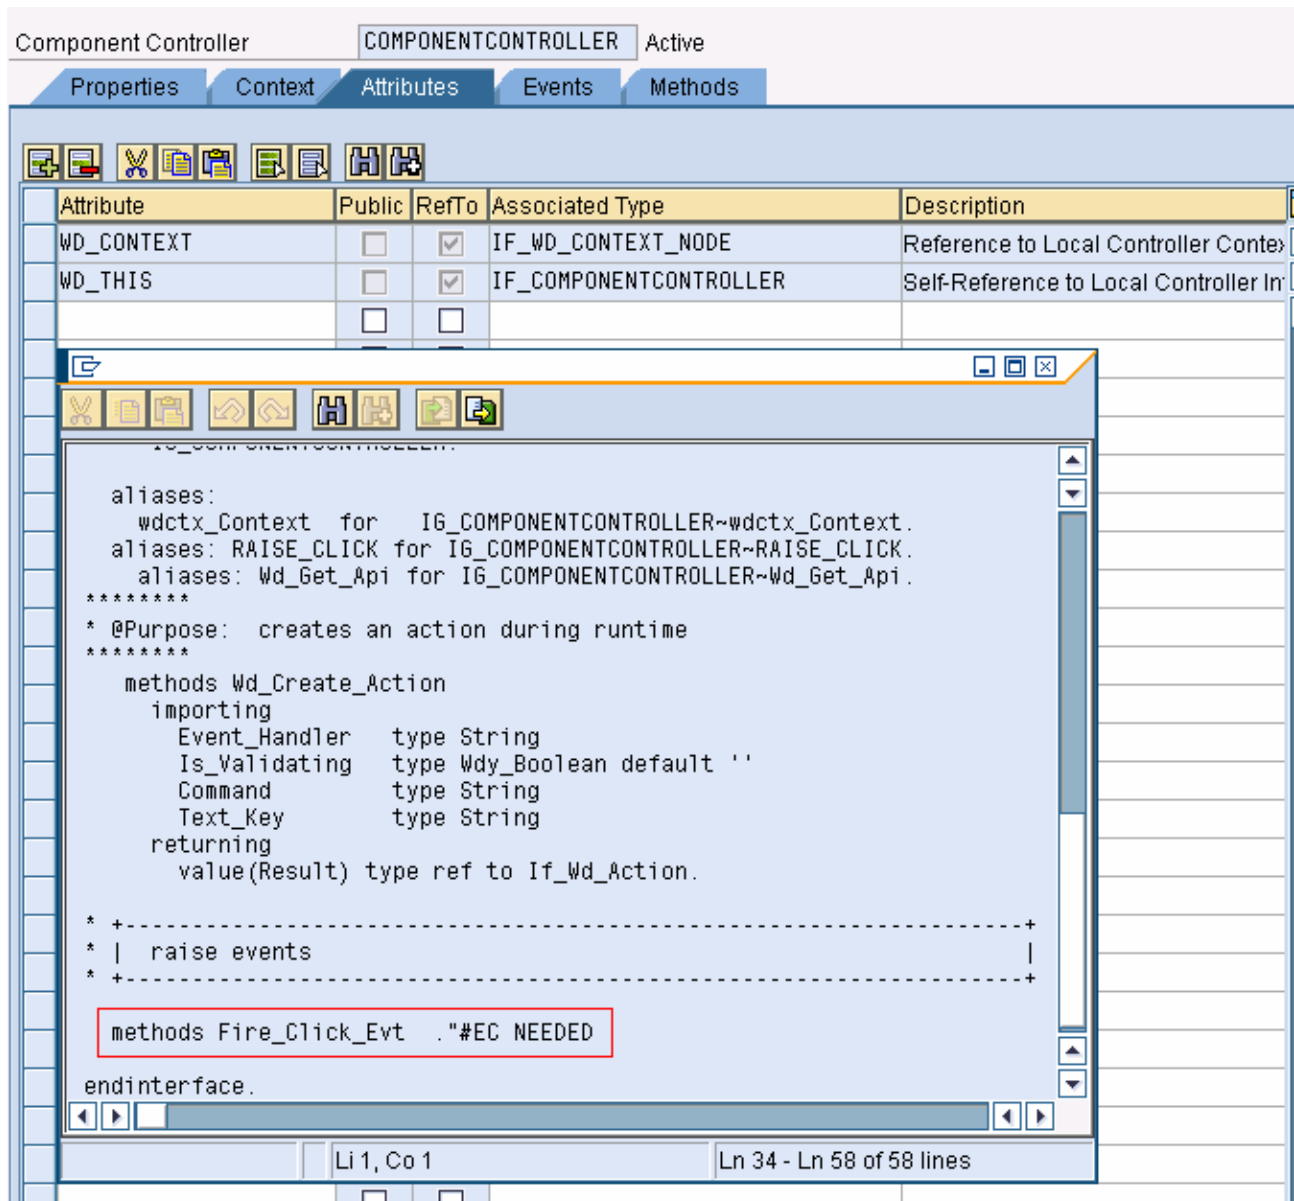 Component Controller COMPONENTCONTROLLER Active
Properties Context Attributes Events Methods
Attribute Public RefTo Associated Type Description
WD_CONTEXT IF_WD_CONTEXT_NODE Reference to Local Controller Contex
WD_THIS IF_COMPONENTCONTROLLER Self-Reference to Local Controller Int
IG_COMPONENTCONTROLLER.
aliases:
wdctx_Context for IG_COMPONENTCONTROLLER~wdctx_Context.
aliases: RAISE_CLICK for IG_COMPONENTCONTROLLER~RAISE_CLICK.
aliases: Wd_Get_Api for IG_COMPONENTCONTROLLER~Wd_Get_Api.
********
* @Purpose: creates an action during runtime
********
methods Wd_Create_Action
importing
Event_Handler type String
Is_Validating type Wdy_Boolean default ''
Command type String
Text_Key type String
returning
value(Result) type ref to If_Wd_Action.
* +--------------------------------------------------------------------+
* | raise events |
* +--------------------------------------------------------------------+
methods Fire_Click_Evt ."#EC NEEDED
endinterface.
Li 1, Co 1 Ln 34 - Ln 58 of 58 lines